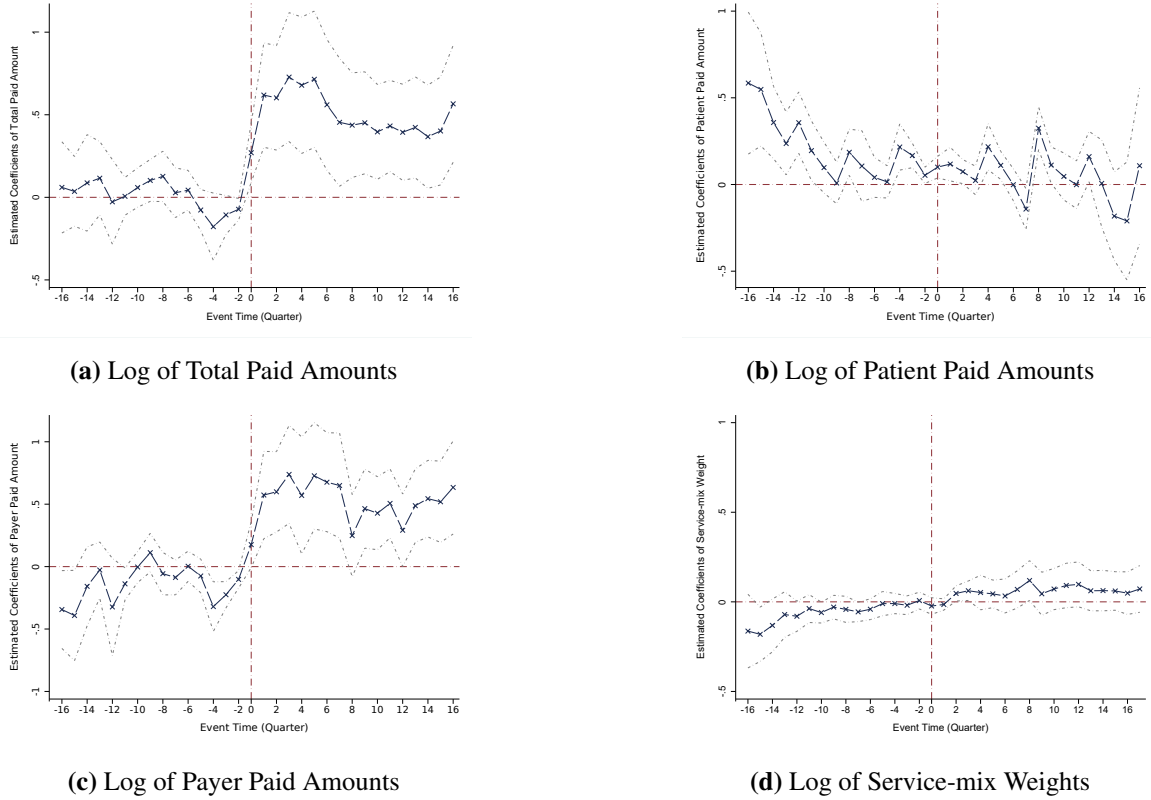 Estimated Coefficients of Total Paid Amount
1
.5
0
-.5
-16 -14 -12 -10 -8 -6 -4 -2 0 2 4 6 8 10 12 14 16
Event Time (Quarter)
(a) Log of Total Paid Amounts
Estimated Coefficients of Patient Paid Amount
1
.5
0
-.5
-16 -14 -12 -10 -8 -6 -4 -2 0 2 4 6 8 10 12 14 16
Event Time (Quarter)
(b) Log of Patient Paid Amounts
Estimated Coefficients of Payer Paid Amount
1
.5
0
-.5
-1
-16 -14 -12 -10 -8 -6 -4 -2 0 2 4 6 8 10 12 14 16
Event Time (Quarter)
(c) Log of Payer Paid Amounts
Estimated Coefficients of Service-mix Weight
1
.5
0
-.5
-16 -14 -12 -10 -8 -6 -4 -2 0 2 4 6 8 10 12 14 16
Event Time (Quarter)
(d) Log of Service-mix Weights